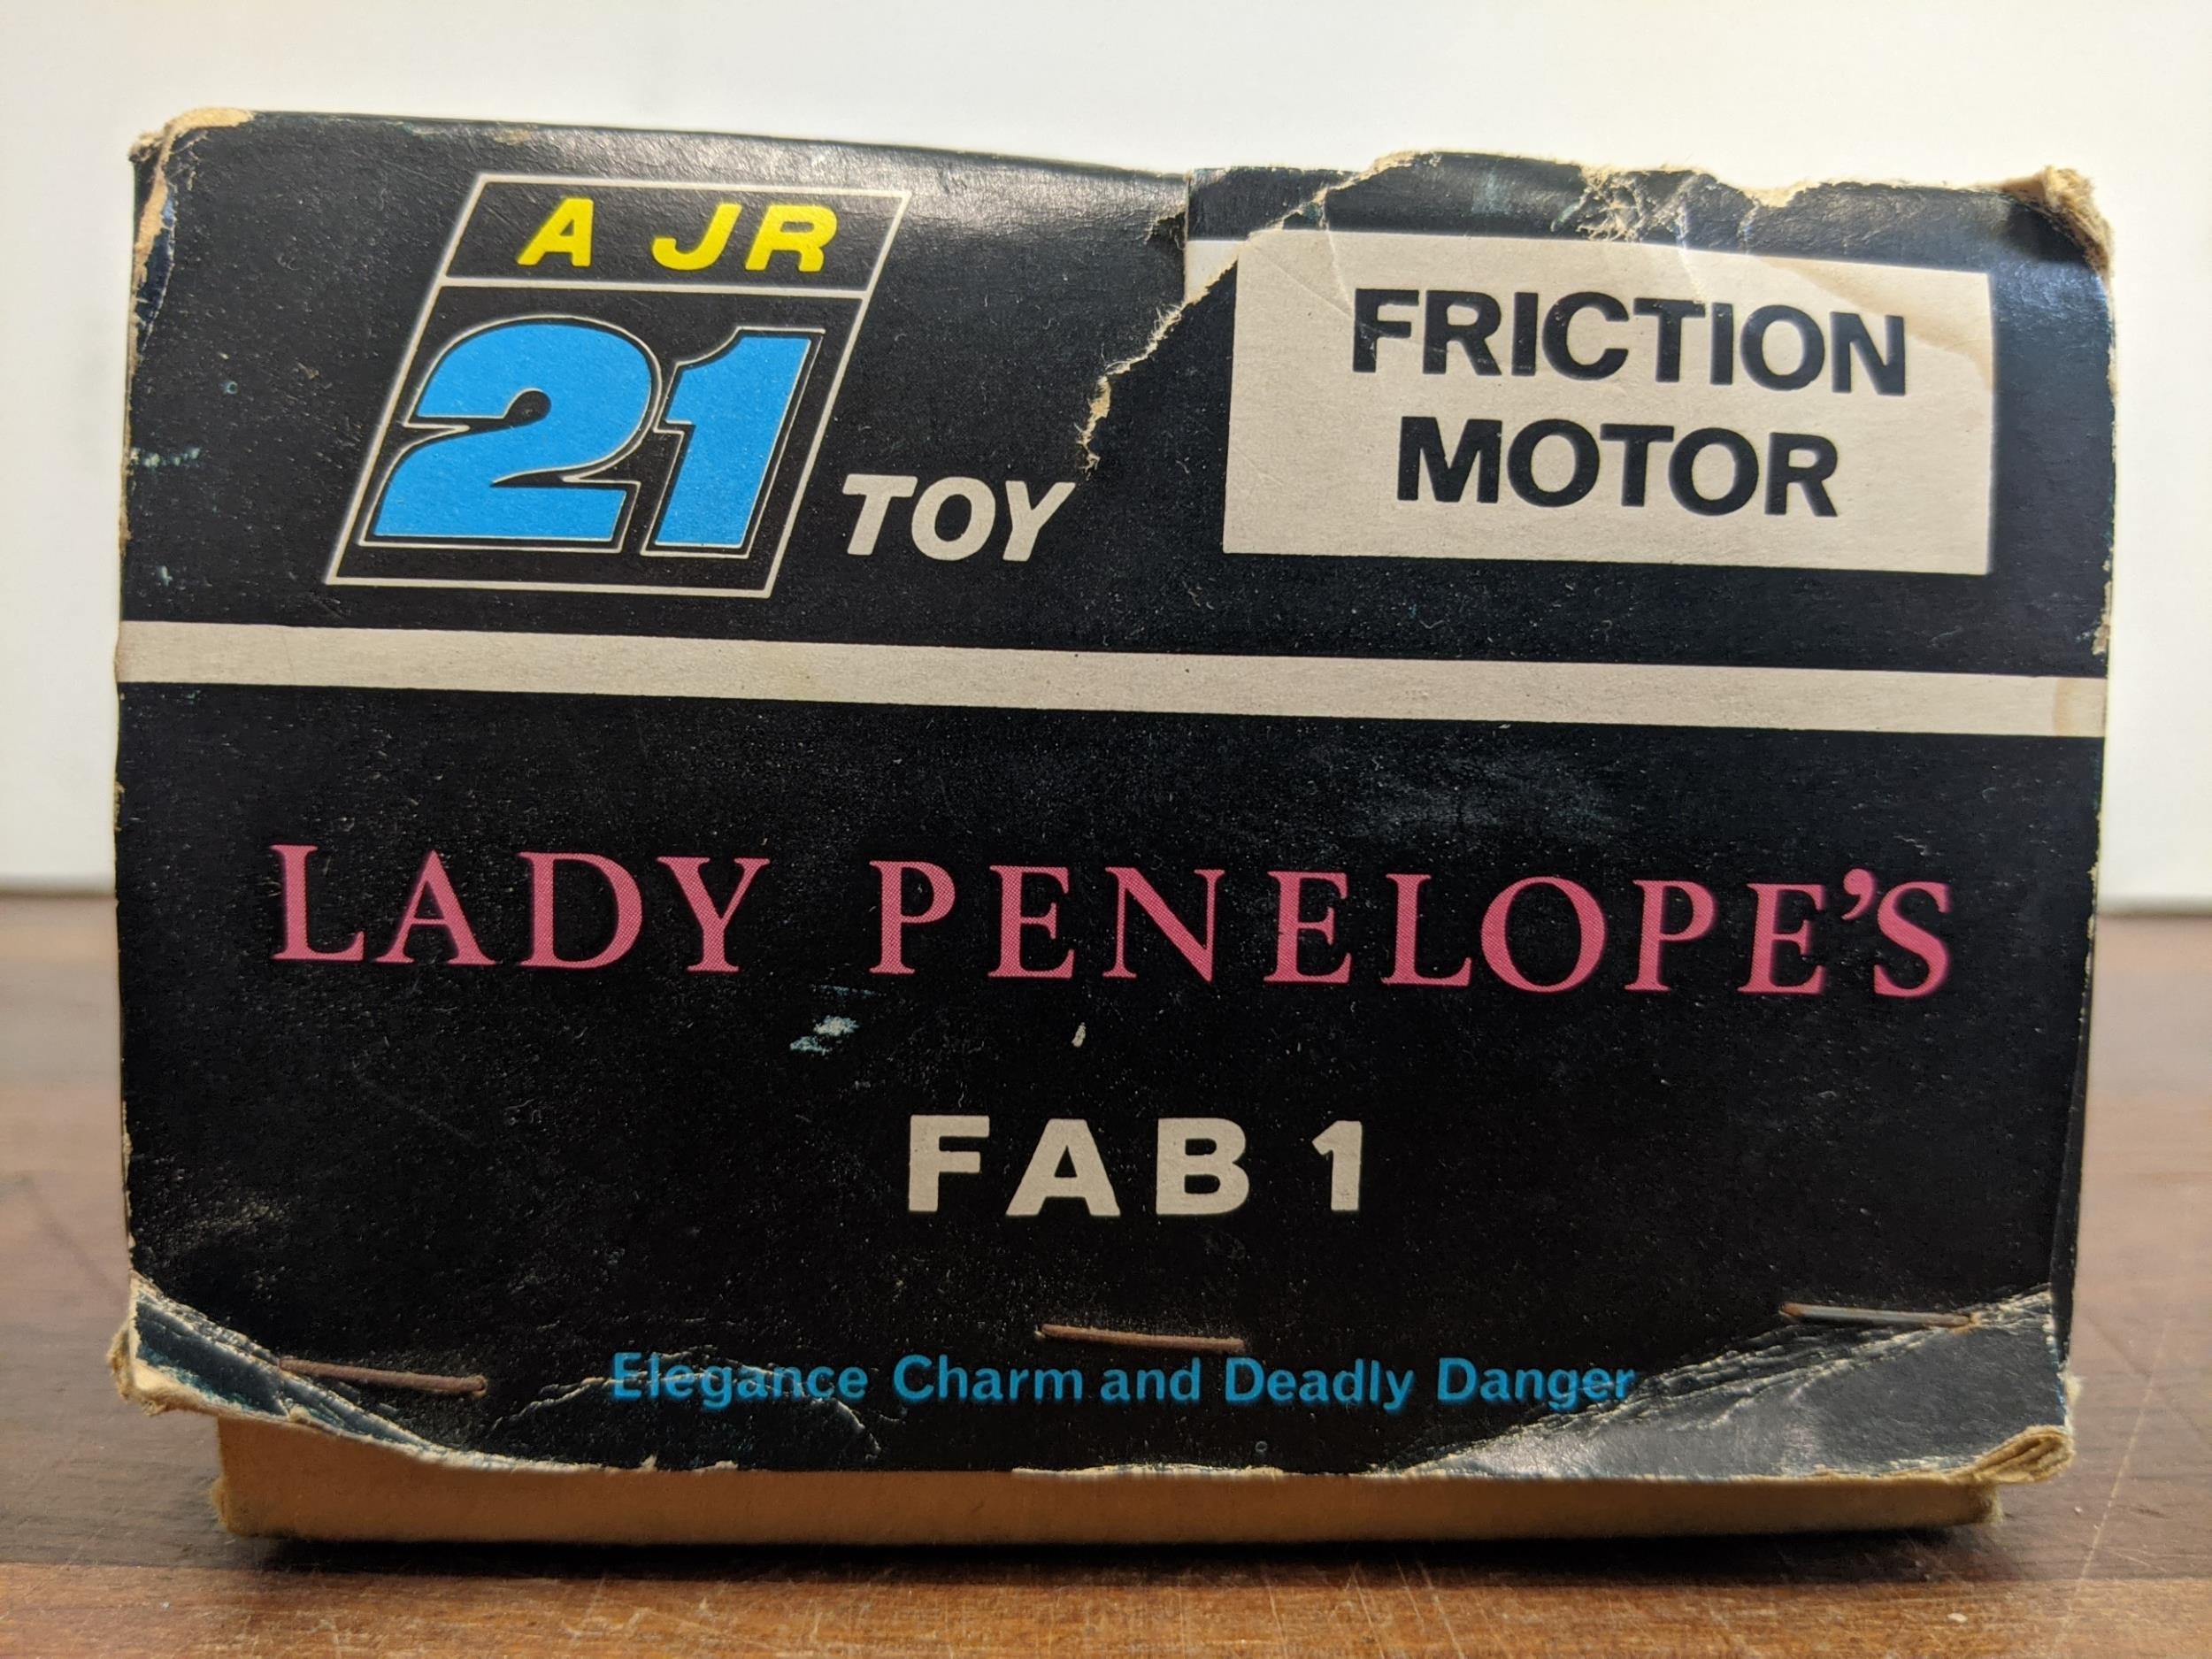 A JR
21
TOY
FRICTION
MOTOR
LADY PENELOPE'S
FAB 1
Elegance Charm and Deadly Danger